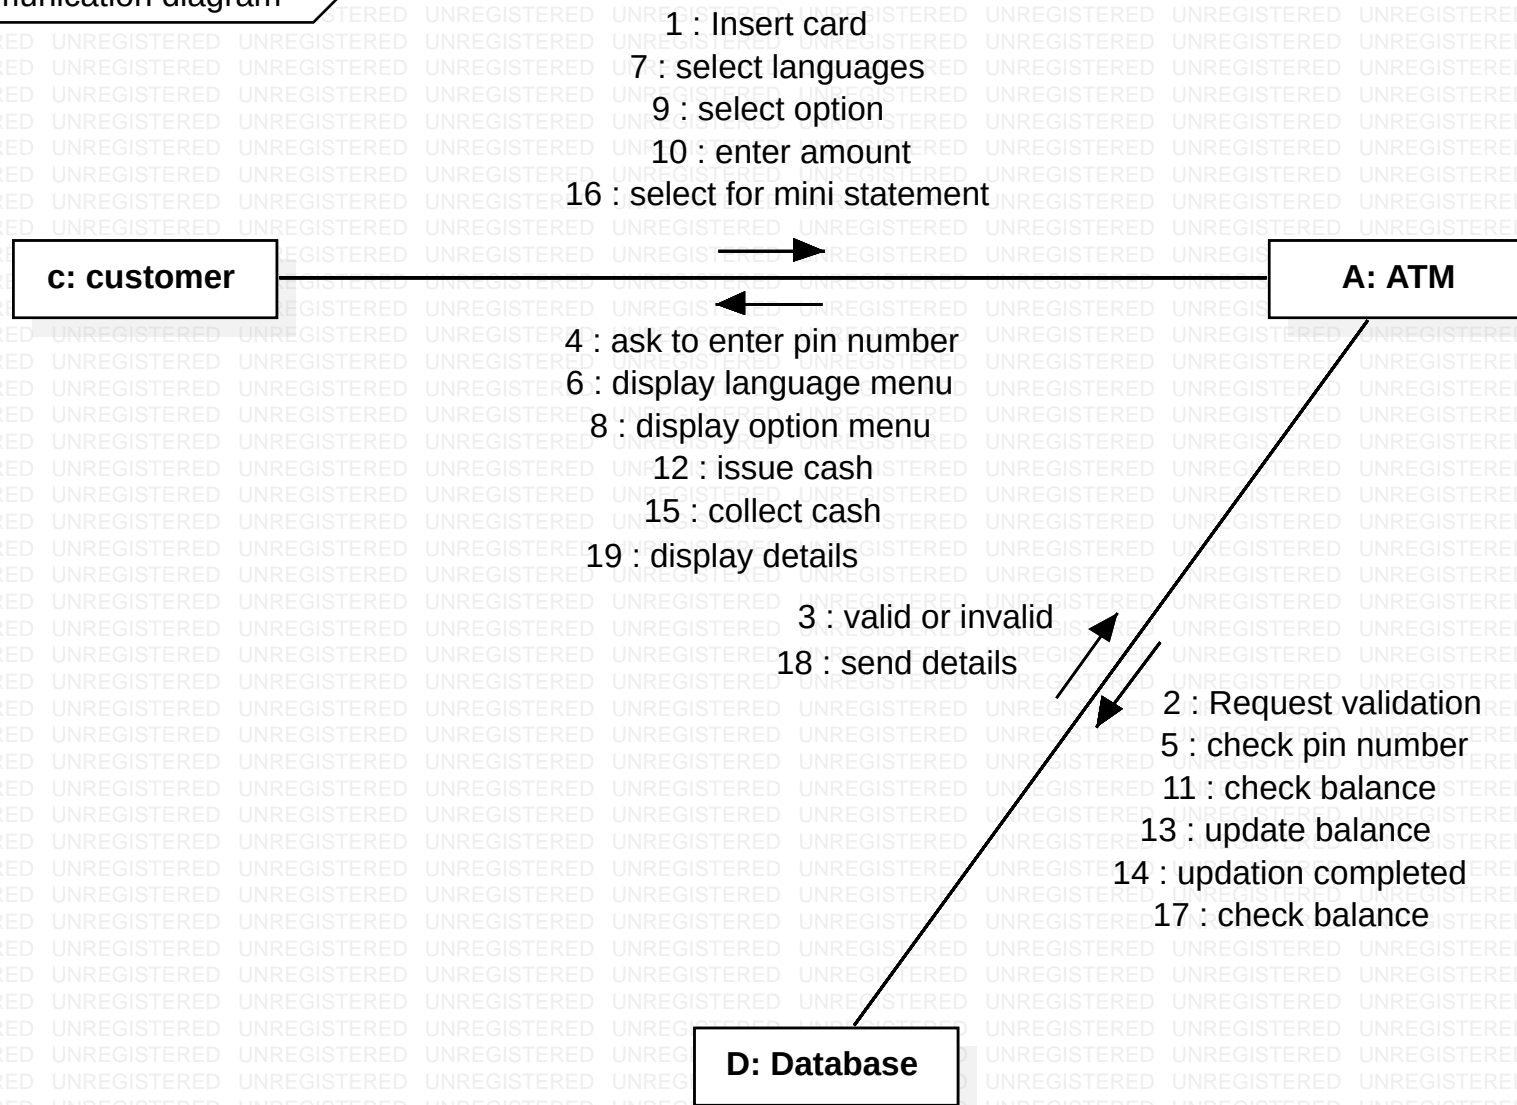 munication diagram
1 : Insert card
7 : select languages
9 : select option
10 : enter amount
16 : select for mini statement
c: customer
A: ATM
4 : ask to enter pin number
6 : display language menu
8 : display option menu
12 : issue cash
15 : collect cash
19 : display details
3 : valid or invalid
18 : send details
2 : Request validation
5 : check pin number
11 : check balance
13 : update balance
14 : updation completed
17 : check balance
D: Database
UNREGISTERED